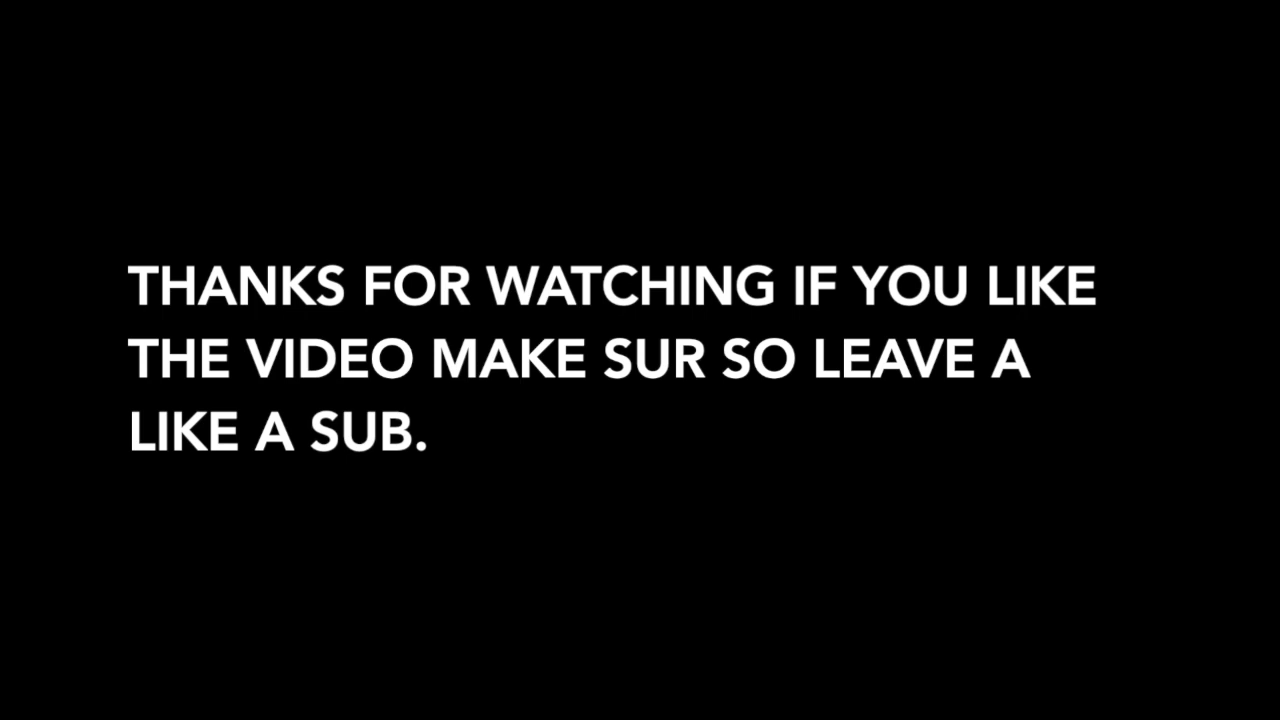 THANKS FOR WATCHING IF YOU LIKE
THE VIDEO MAKE SUR SO LEAVE A
LIKE A SUB.